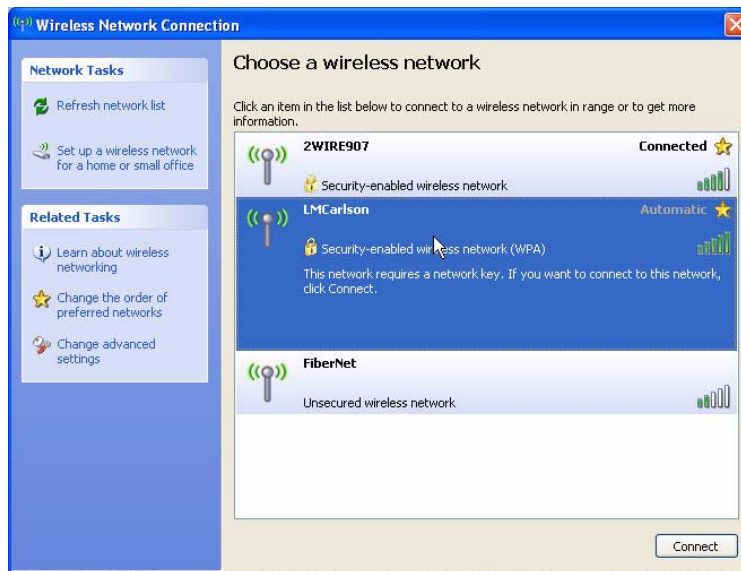 Wireless Network Connection
Network Tasks
Refresh network list
Set up a wireless network
for a home or small office
Related Tasks
Learn about wireless
networking
Change the order of
preferred networks
Change advanced
settings
Choose a wireless network
Click an item in the list below to connect to a wireless network in range or to get more
information.
2WIRE907 Connected
Security-enabled wireless network
LMCarlson Automatic
Security-enabled wireless network (WPA)
This network requires a network key. If you want to connect to this network,
click Connect.
FiberNet
Unsecured wireless network
Connect